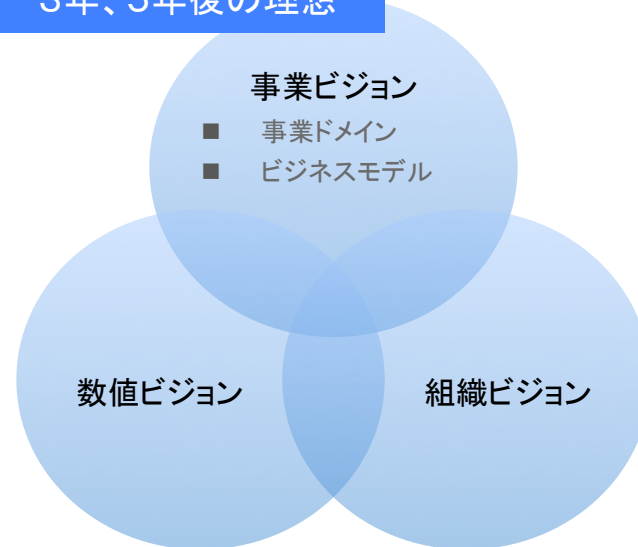 3年、5年後の理想
事業ビジョン
■ 事業ドメイン
■ ビジネスモデル
数値ビジョン
組織ビジョン